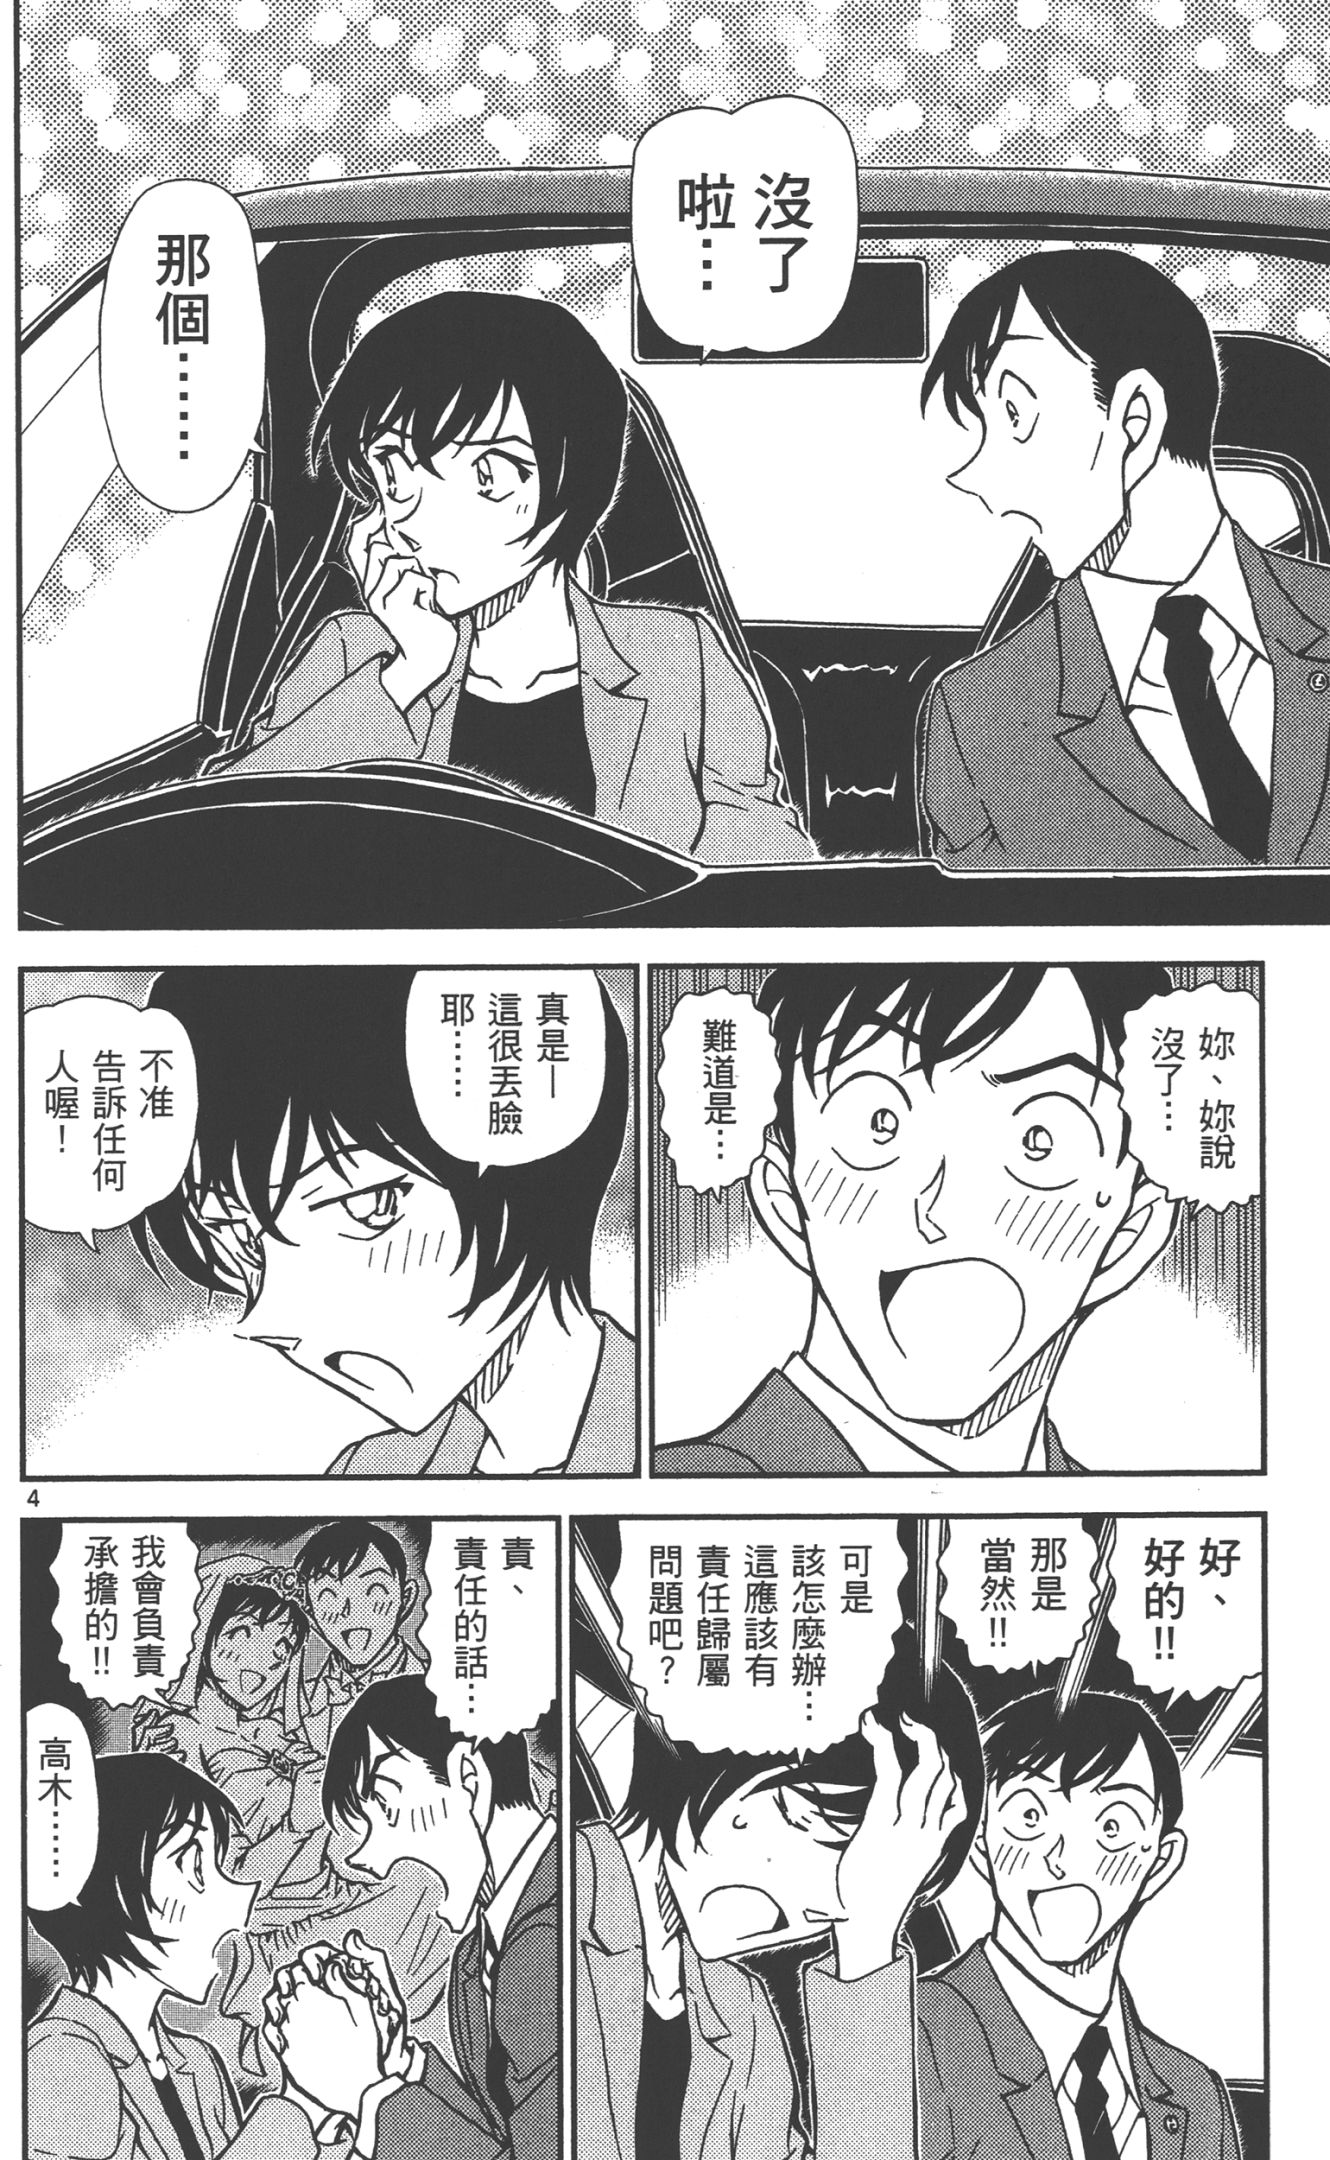 沒了
啦…
那個……
妳、妳說
沒了…
難道是…
真是—
這很丟臉
耶……
不准
告訴任何
人喔！
4
好、
好的!!
那是
當然!!
可是
該怎麼辦…
這應該有
責任歸屬
問題吧？
責、
責任的話…
我會負責
承擔的!!
高木……